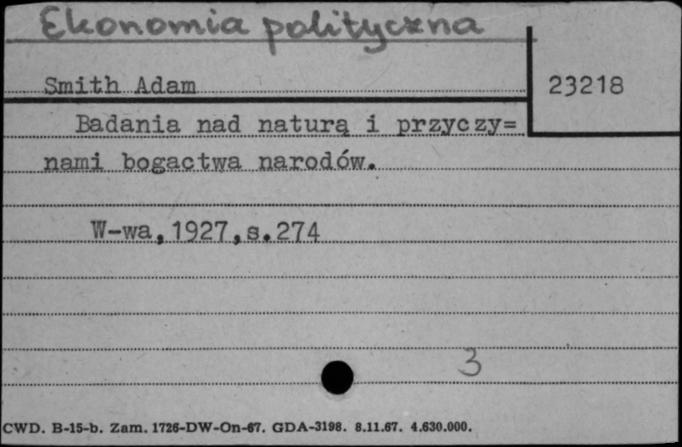 Ekonomia polityczna
Smith Adam
23218
Badania nad naturą i przyczy=
nami bogactwa narodów.
W-wa,1927,s.274
3
CWD. B-15-b. Zam. 1726-DW-On-67. GDA-3198. 8.11.67. 4.630.000.